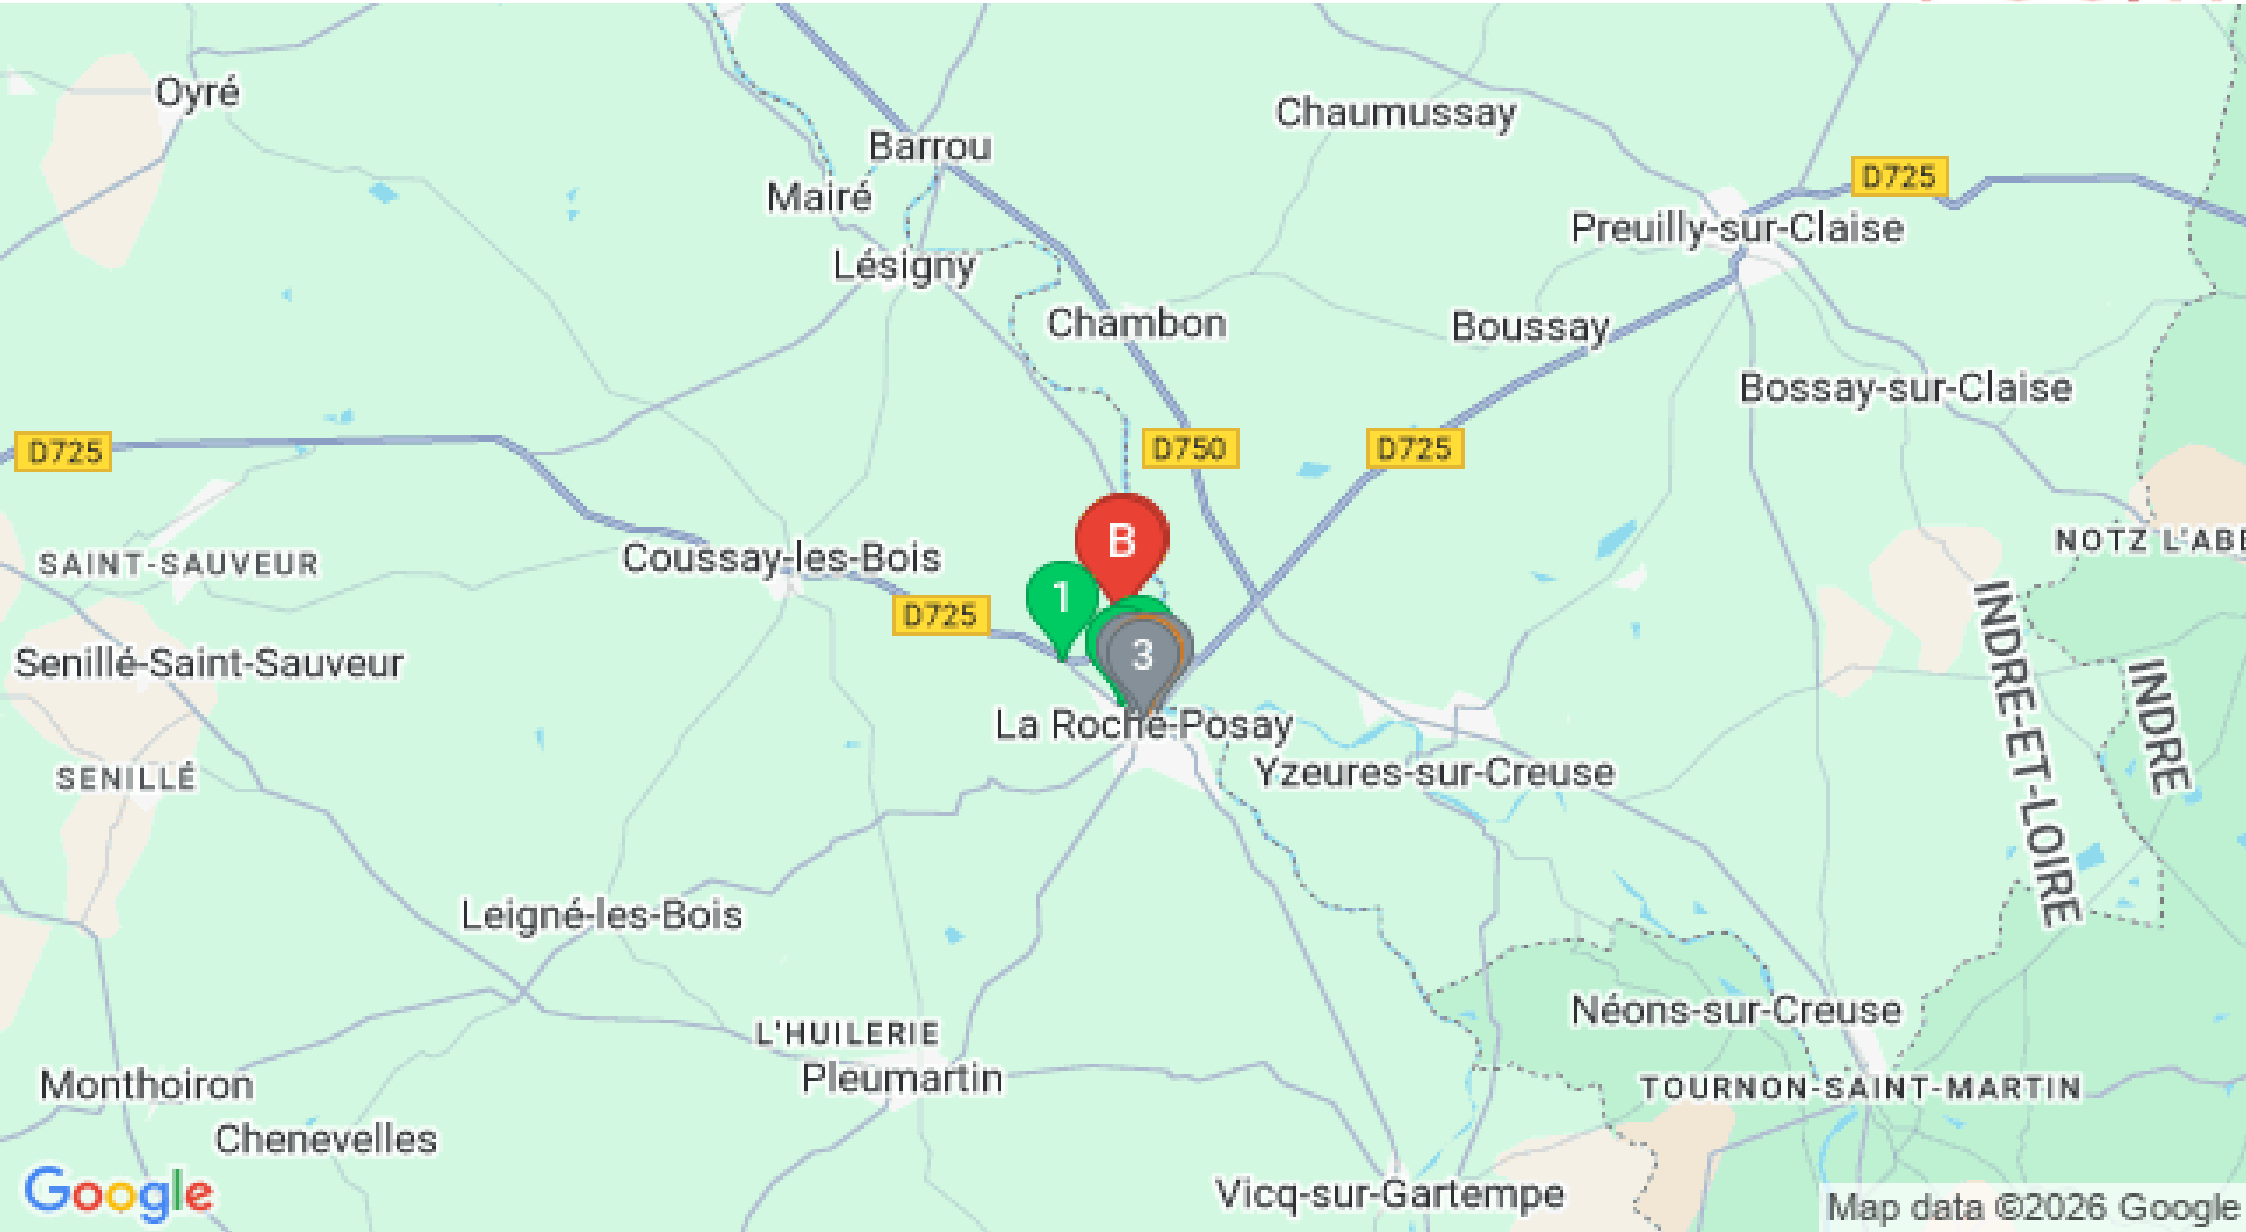 Oyré
Chaumussay
Barrou
D725
Mairé
Preuilly-sur-Claise
Lésigny
Chambon
Boussay
Bossay-sur-Claise
D725
D750
D725
B
NOTZ L'ABB
SAINT-SAUVEUR
Coussay-les-Bois
1
D725
3
INDRE-ET-LOIRE
INDRE
Senillé-Saint-Sauveur
La Roche-Posay
SENILLÉ
Yzeures-sur-Creuse
Leigné-les-Bois
Néons-sur-Creuse
L'HUILERIE
Pleumartin
Monthoiron
TOURNON-SAINT-MARTIN
Chenevelles
Google
Vicq-sur-Gartempe
Map data ©2026 Google